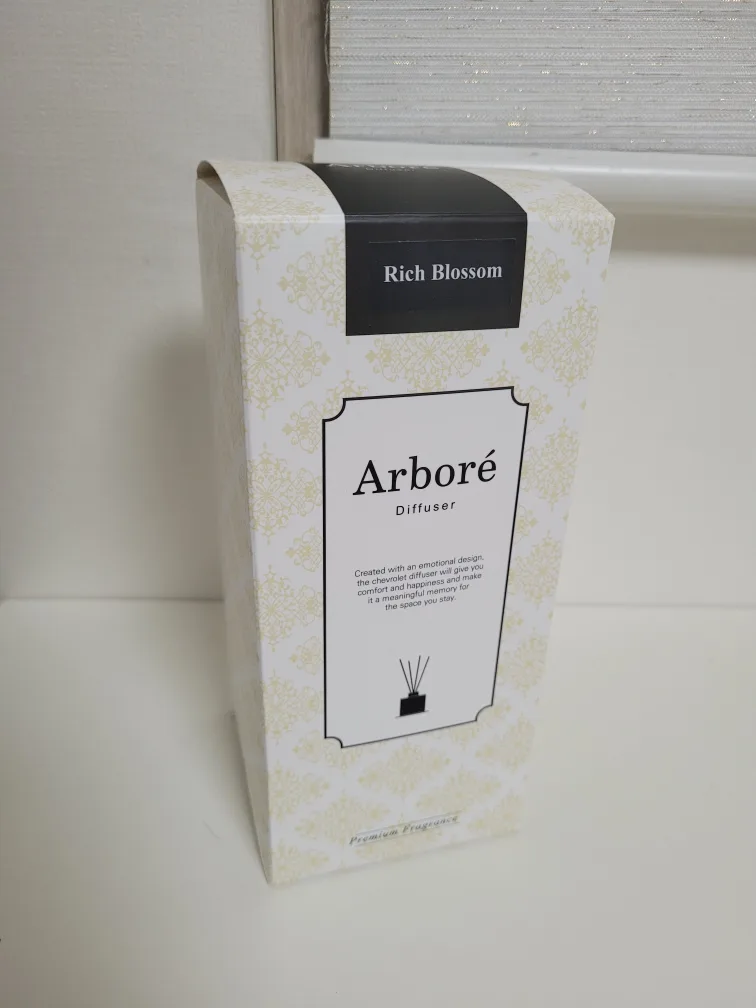 Arboré
Rich Blossom
Arboré
Diffuser
Created with an emotional design,
the chevrolet diffuser will give you
comfort and happiness and make
it a meaningful memory for
the space you stay.
Premium Fragrance